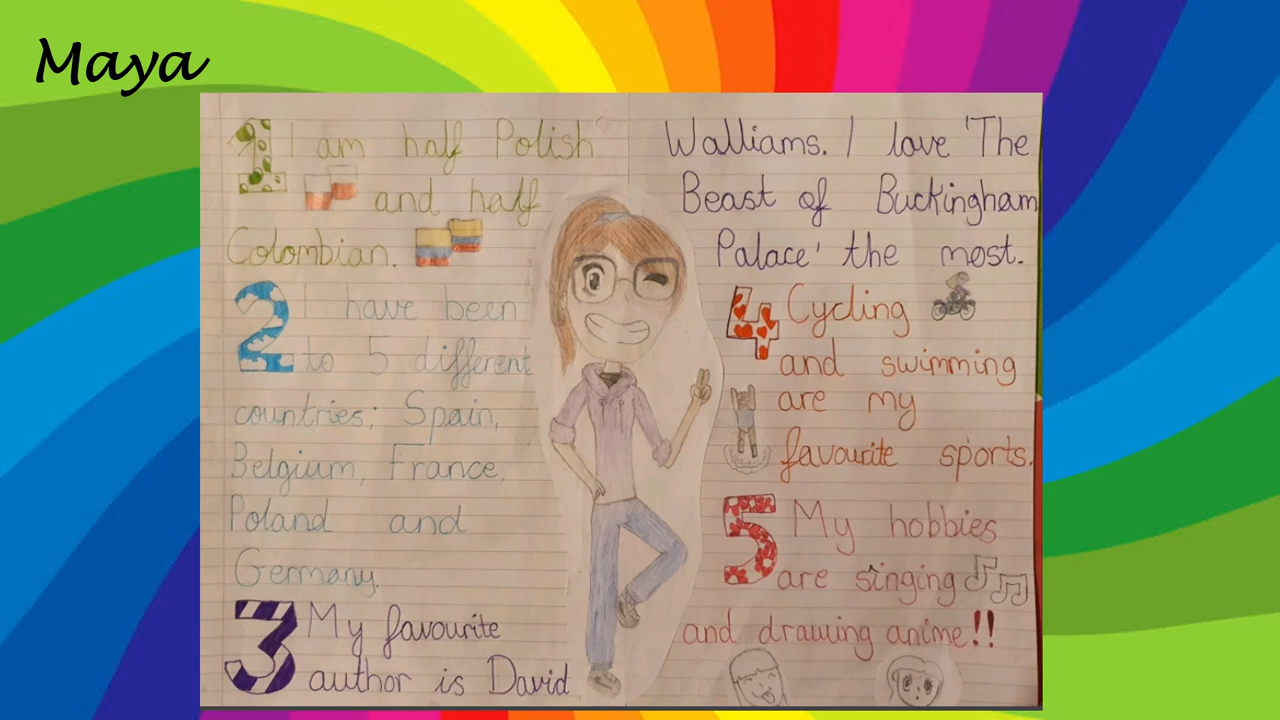 Maya
1 I am half Polish
and half
Colombian.
2 I have been
to 5 different
countries; Spain,
Belgium, France,
Poland and
Germany.
3 My favourite
author is David
Walliams. I love 'The
Beast of Buckingham
Palace' the most.
4 Cycling
and swimming
are my
favourite sports.
5 My hobbies
are singing
and drawing anime!!